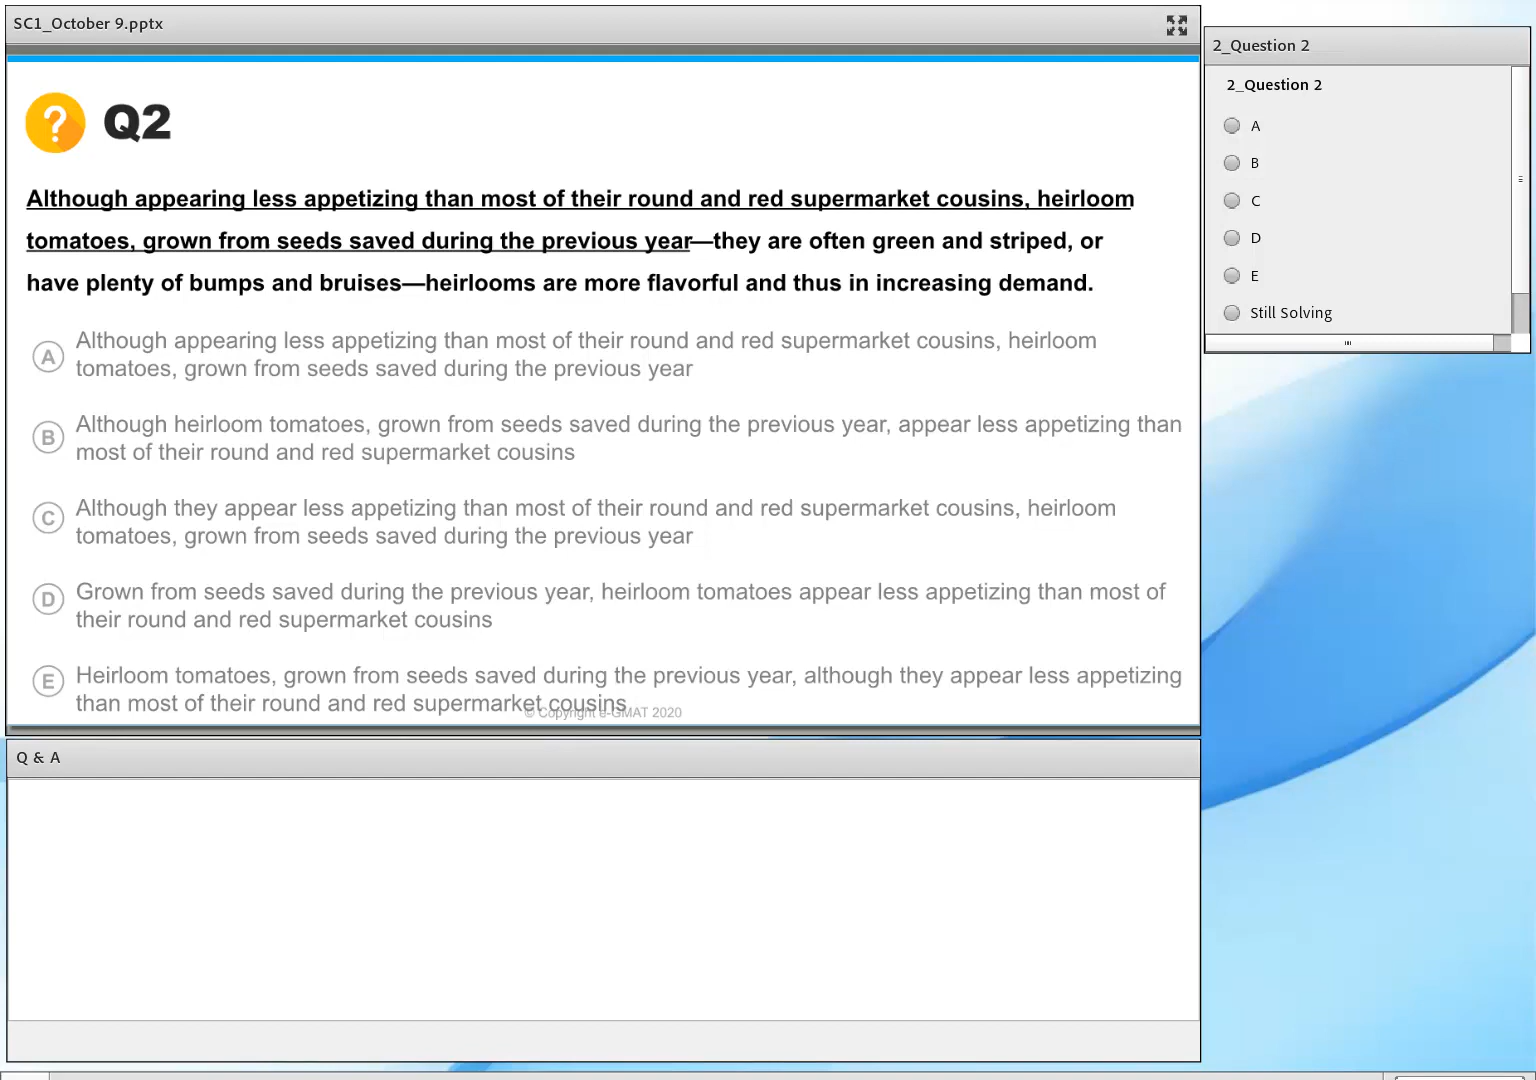 SC1_October 9.pptx
Q2
Although appearing less appetizing than most of their round and red supermarket cousins, heirloom
tomatoes, grown from seeds saved during the previous year—they are often green and striped, or
have plenty of bumps and bruises—heirlooms are more flavorful and thus in increasing demand.
A
Although appearing less appetizing than most of their round and red supermarket cousins, heirloom
tomatoes, grown from seeds saved during the previous year
B
Although heirloom tomatoes, grown from seeds saved during the previous year, appear less appetizing than
most of their round and red supermarket cousins
C
Although they appear less appetizing than most of their round and red supermarket cousins, heirloom
tomatoes, grown from seeds saved during the previous year
D
Grown from seeds saved during the previous year, heirloom tomatoes appear less appetizing than most of
their round and red supermarket cousins
E
Heirloom tomatoes, grown from seeds saved during the previous year, although they appear less appetizing
than most of their round and red supermarket cousins
© Copyright e-GMAT 2020
Q & A
2_Question 2
2_Question 2
A
B
C
D
E
Still Solving